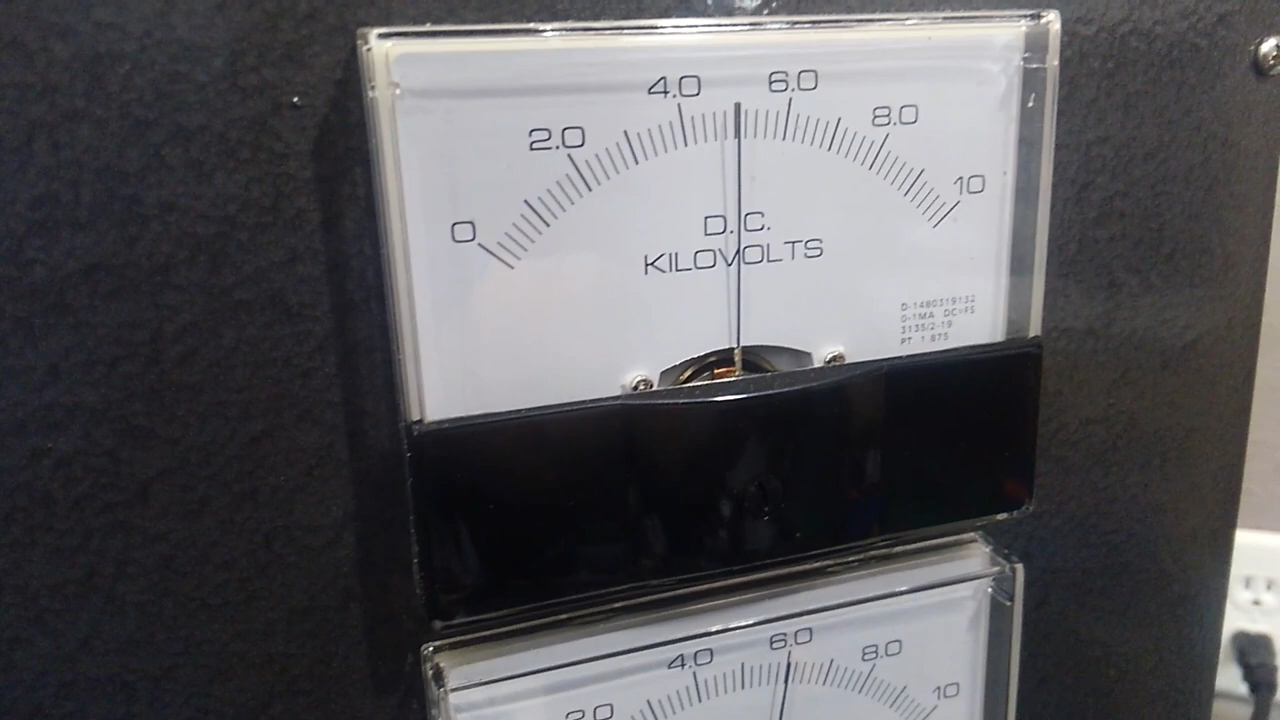 0 2.0 4.0 6.0 8.0 10
D.C.
KILOVOLTS
D-1480319132
0-1MA DC=FS
3135/2-19
PT 1.875
2.0 4.0 6.0 8.0 10